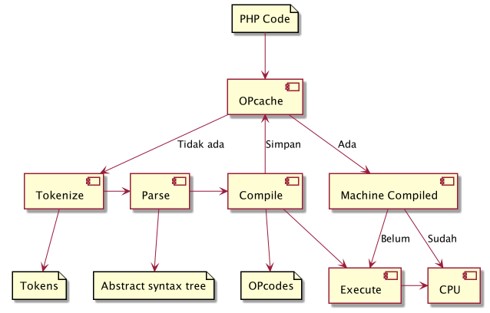 PHP Code
OPcache
Tidak ada
Simpan
Ada
Tokenize
Parse
Compile
Machine Compiled
Belum
Sudah
Tokens
Abstract syntax tree
OPcodes
Execute
CPU